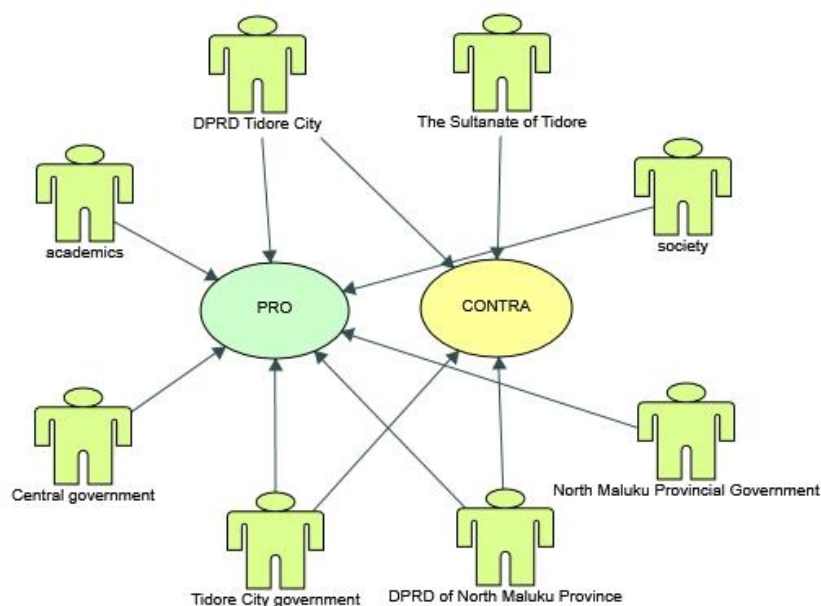 DPRD Tidore City
The Sultanate of Tidore
academics
society
PRO
CONTRA
Central government
North Maluku Provincial Government
Tidore City government
DPRD of North Maluku Province